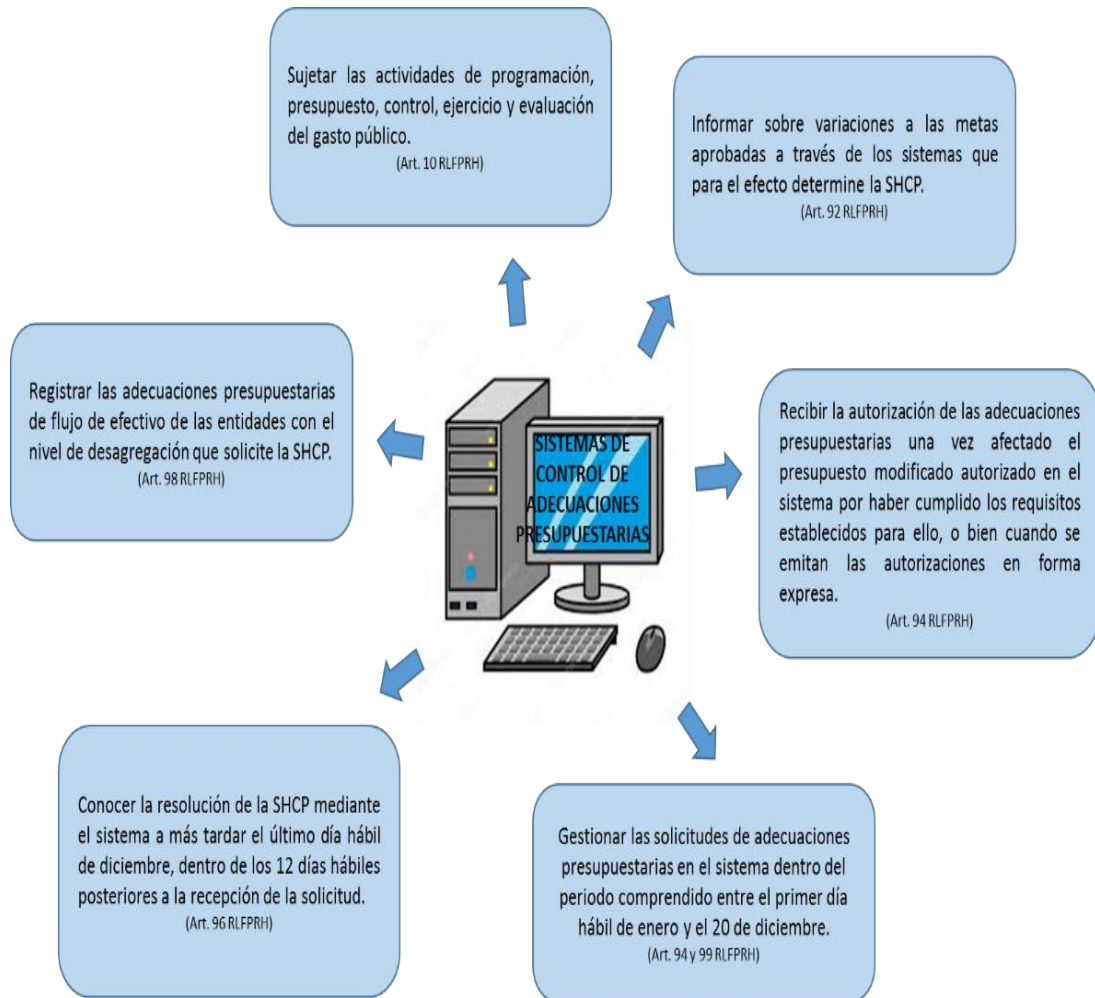 Sujetar las actividades de programación,
presupuesto, control, ejercicio y evaluación
del gasto público.
(Art. 10 RLFPRH)
Informar sobre variaciones a las metas
aprobadas a través de los sistemas que
para el efecto determine la SHCP.
(Art. 92 RLFPRH)
Registrar las adecuaciones presupuestarias
de flujo de efectivo de las entidades con el
nivel de desagregación que solicite la SHCP.
(Art. 98 RLFPRH)
SISTEMAS DE
CONTROL DE
ADECUACIONES
PRESUPUESTARIAS
Recibir la autorización de las adecuaciones
presupuestarias una vez afectado el
presupuesto modificado autorizado en el
sistema por haber cumplido los requisitos
establecidos para ello, o bien cuando se
emitan las autorizaciones en forma
expresa.
(Art. 94 RLFPRH)
Conocer la resolución de la SHCP mediante
el sistema a más tardar el último día hábil
de diciembre, dentro de los 12 días hábiles
posteriores a la recepción de la solicitud.
(Art. 96 RLFPRH)
Gestionar las solicitudes de adecuaciones
presupuestarias en el sistema dentro del
periodo comprendido entre el primer día
hábil de enero y el 20 de diciembre.
(Art. 94 y 99 RLFPRH)